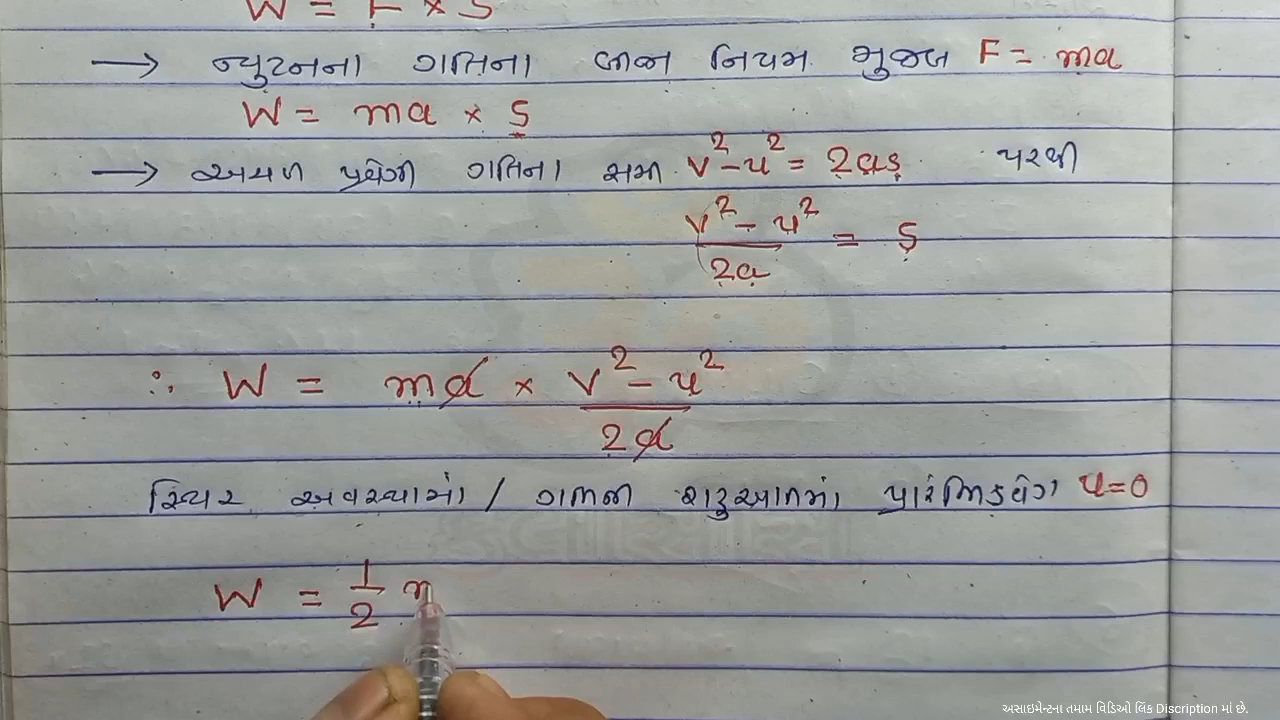 W = F × S
→ ન્યુટનના ગતિના બીજા નિયમ મુજબ F = ma
W = ma × S
→ અચળ પ્રવેગી ગતિના સમી. v² - u² = 2as પરથી
v² - u² / 2a = S
∴ W = ma × v² - u² / 2a
સ્થિર અવસ્થામાં / ગતિની શરૂઆતમાં પ્રારંભિકવેગ u=0
W = 1/2 m
અસાઇમેન્ટના તમામ વિડિઓ લિંક Discription માં છે.